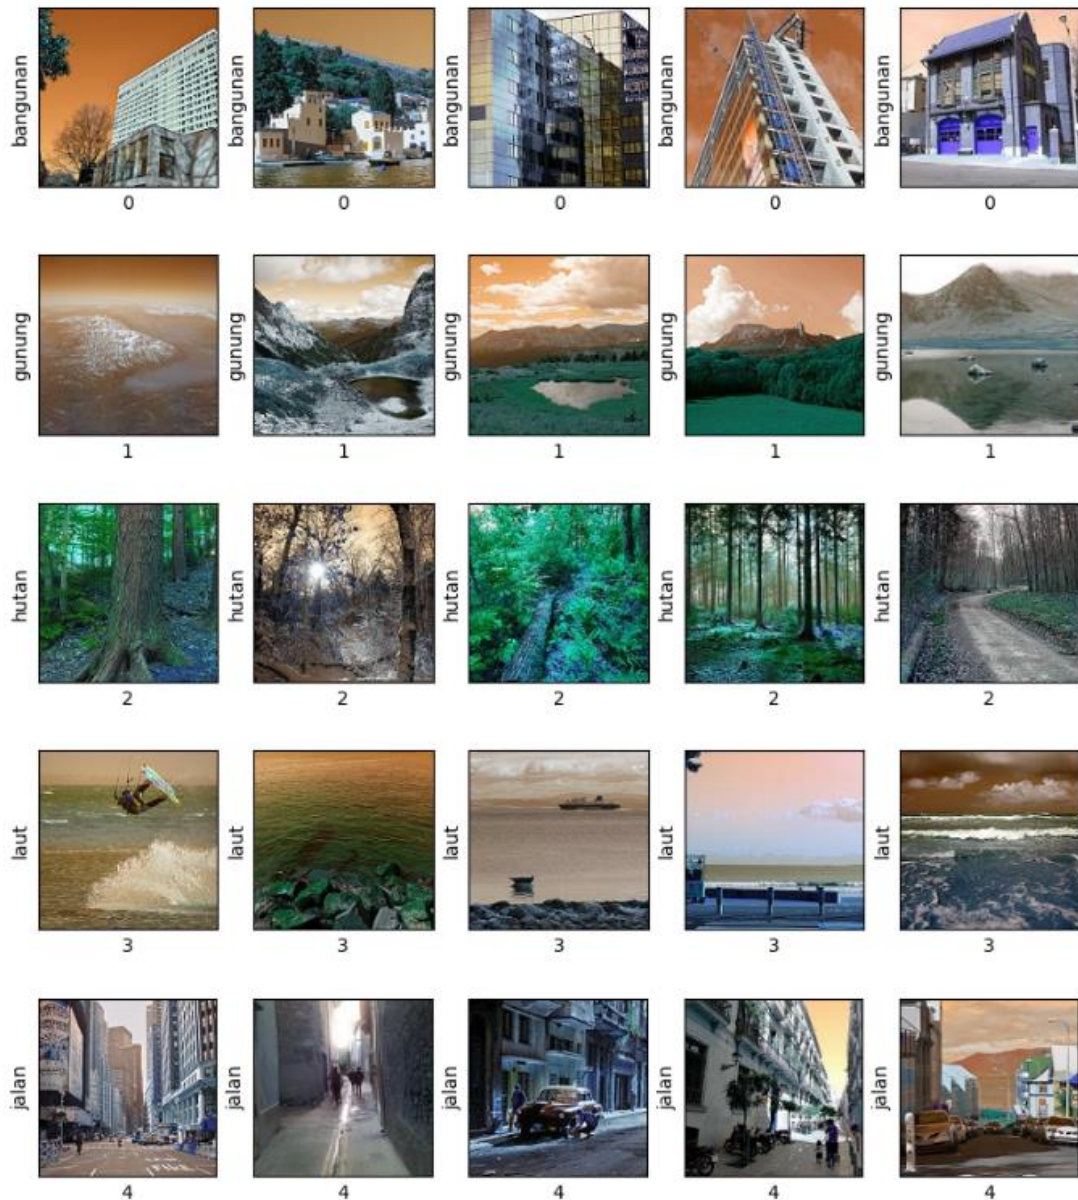 bangunan bangunan bangunan bangunan bangunan
0 0 0 0 0
gunung gunung gunung gunung gunung
1 1 1 1 1
hutan hutan hutan hutan hutan
2 2 2 2 2
laut laut laut laut laut
3 3 3 3 3
jalan jalan jalan jalan jalan
4 4 4 4 4